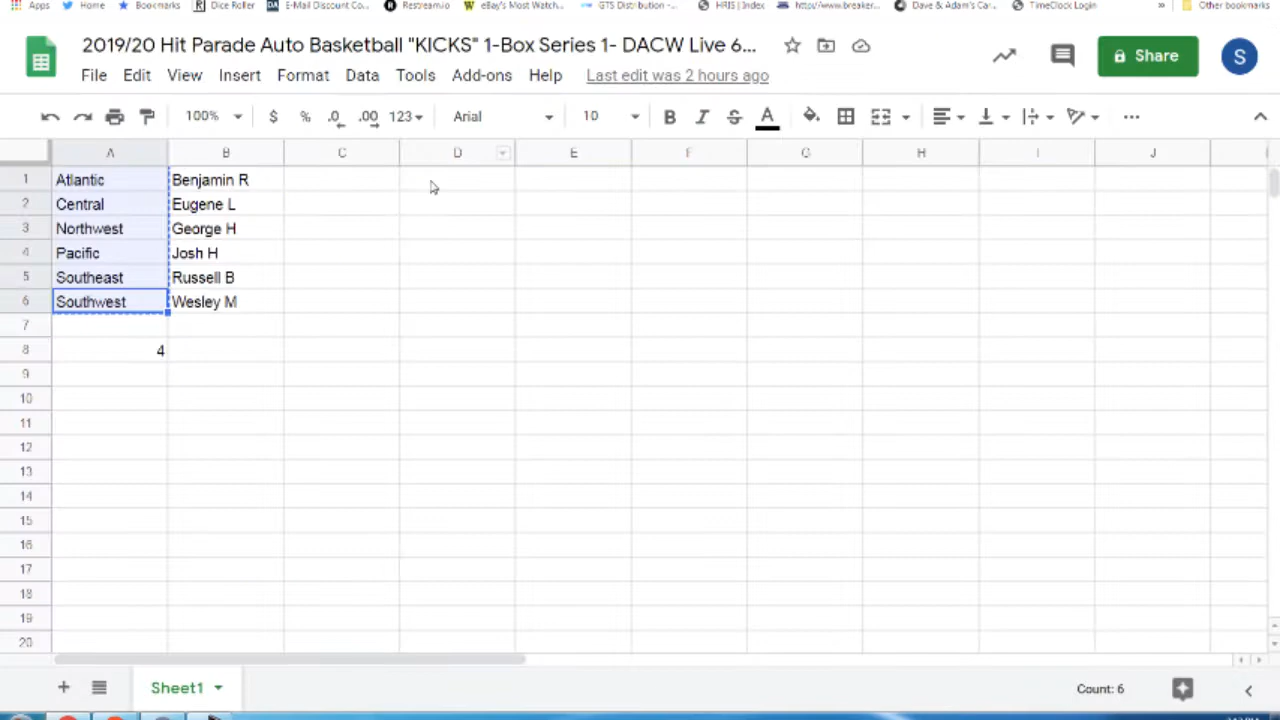 Apps Home Bookmarks Dice Roller E-Mail Discount Co... Restream.io eBay's Most Watch... GTS Distribution -... HRIS | Index http://www.breaker... Dave & Adam's Car... TimeClock Login » Other bookmarks
2019/20 Hit Parade Auto Basketball "KICKS" 1-Box Series 1- DACW Live 6...
File Edit View Insert Format Data Tools Add-ons Help Last edit was 2 hours ago
Share S
100% $ % .0 .00 123 Arial 10 B I S A
A B C D E F G H I J
1 Atlantic Benjamin R
2 Central Eugene L
3 Northwest George H
4 Pacific Josh H
5 Southeast Russell B
6 Southwest Wesley M
7
8 4
9
10
11
12
13
14
15
16
17
18
19
20
Sheet1 Count: 6